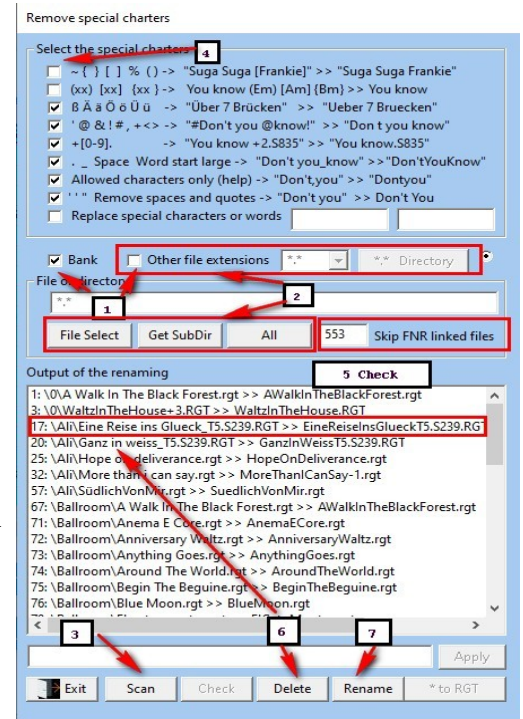 Remove special charters
Select the special charters
4
~ { } [ ] % ( ) -> "Suga Suga [Frankie]" >> "Suga Suga Frankie"
(xx) [xx] {xx } -> You know (Em) [Am] {Bm} >> You know
ß Ä ä Ö ö Ü ü -> "Über 7 Brücken" >> "Ueber 7 Bruecken"
' @ & ! # , + < > -> "#Don't you @know!" >> "Don t you know"
+[0-9]. -> "You know +2.S835" >> "You know.S835"
. _ Space Word start large -> "Don't you_know" >> "Don'tYouKnow"
Allowed characters only (help) -> "Don't,you" >> "Dontyou"
' ' " Remove spaces and quotes -> "Don't you" >> Don't You
Replace special characters or words
Bank
Other file extensions
*.*
*.* Directory
File or directory
1
2
*.*
File Select
Get SubDir
All
553
Skip FNR linked files
Output of the renaming
5 Check
1: \0\A Walk In The Black Forest.rgt >> AWalkInTheBlackForest.rgt
3: \0\WaltzInTheHouse+3.RGT >> WaltzInTheHouse.RGT
17: \Ali\Eine Reise ins Glueck_T5.S239.RGT >> EineReiseInsGlueckT5.S239.RGT
20: \Ali\Ganz in weiss_T5.S239.RGT >> GanzInWeissT5.S239.RGT
25: \Ali\Hope on deliverance.rgt >> HopeOnDeliverance.rgt
32: \Ali\More than i can say.rgt >> MoreThanICanSay-1.rgt
57: \Ali\SüdlichVonMir.rgt >> SuedlichVonMir.rgt
67: \Ballroom\A Walk In The Black Forest.rgt >> AWalkInTheBlackForest.rgt
71: \Ballroom\Anema E Core.rgt >> AnemaECore.rgt
72: \Ballroom\Anniversary Waltz.rgt >> AnniversaryWaltz.rgt
73: \Ballroom\Anything Goes.rgt >> AnythingGoes.rgt
74: \Ballroom\Around The World.rgt >> AroundTheWorld.rgt
75: \Ballroom\Begin The Beguine.rgt >> BeginTheBeguine.rgt
76: \Ballroom\Blue Moon.rgt >> BlueMoon.rgt
3
6
7
Apply
Exit
Scan
Check
Delete
Rename
* to RGT